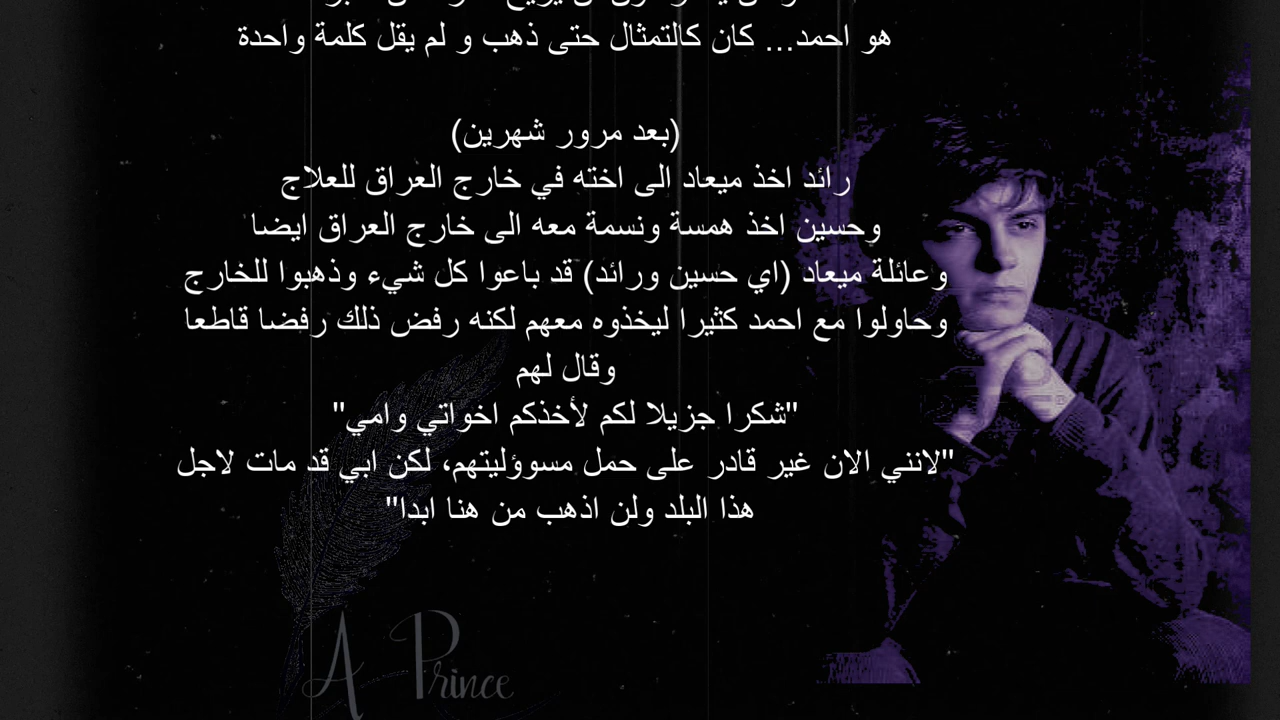 هو احمد... كان كالتمثال حتى ذهب و لم يقل كلمة واحدة
(بعد مرور شهرين)
رائد اخذ ميعاد الى اخته في خارج العراق للعلاج
وحسين اخذ همسة ونسمة معه الى خارج العراق ايضا
وعائلة ميعاد (اي حسين ورائد) قد باعوا كل شيء وذهبوا للخارج
وحاولوا مع احمد كثيرا ليخذوه معهم لكنه رفض ذلك رفضا قاطعا
وقال لهم
"شكرا جزيلا لكم لأخذكم اخواتي وامي"
"لانني الان غير قادر على حمل مسوؤليتهم، لكن ابي قد مات لاجل
هذا البلد ولن اذهب من هنا ابدا"
A Prince